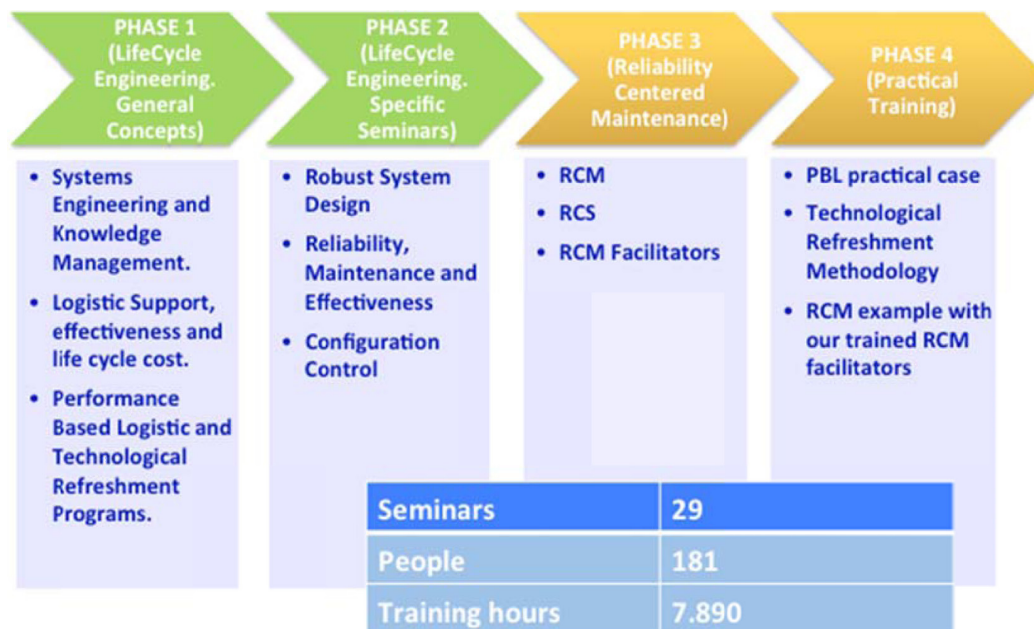 PHASE 1
(LifeCycle
Engineering.
General
Concepts)
PHASE 2
(LifeCycle
Engineering.
Specific
Seminars)
PHASE 3
(Reliability
Centered
Maintenance)
PHASE 4
(Practical
Training)
• Systems
Engineering and
Knowledge
Management.
• Logistic Support,
effectiveness and
life cycle cost.
• Performance
Based Logistic and
Technological
Refreshment
Programs.
• Robust System
Design
• Reliability,
Maintenance and
Effectiveness
• Configuration
Control
• RCM
• RCS
• RCM Facilitators
• PBL practical case
• Technological
Refreshment
Methodology
• RCM example with
our trained RCM
facilitators
Seminars 29
People 181
Training hours 7.890